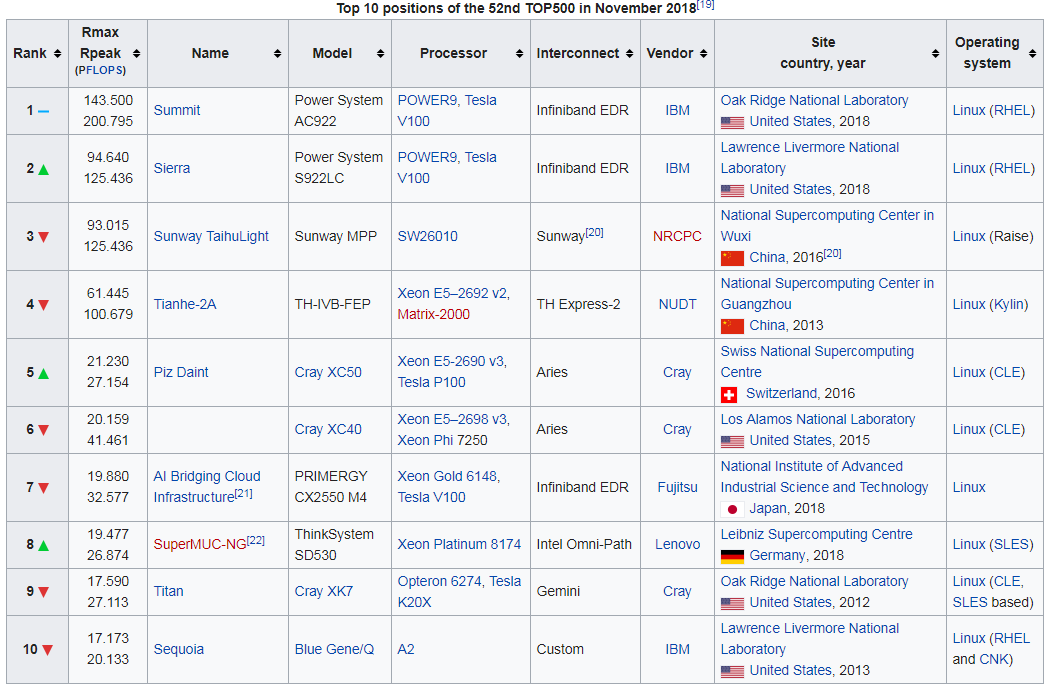 Top 10 positions of the 52nd TOP500 in November 2018[19]
Rank
Rmax
Rpeak
(PFLOPS)
Name
Model
Processor
Interconnect
Vendor
Site
country, year
Operating
system
1
143.500
200.795
Summit
Power System
AC922
POWER9, Tesla
V100
Infiniband EDR
IBM
Oak Ridge National Laboratory
United States, 2018
Linux (RHEL)
2
94.640
125.436
Sierra
Power System
S922LC
POWER9, Tesla
V100
Infiniband EDR
IBM
Lawrence Livermore National
Laboratory
United States, 2018
Linux (RHEL)
3
93.015
125.436
Sunway TaihuLight
Sunway MPP
SW26010
Sunway[20]
NRCPC
National Supercomputing Center in
Wuxi
China, 2016[20]
Linux (Raise)
4
61.445
100.679
Tianhe-2A
TH-IVB-FEP
Xeon E5–2692 v2,
Matrix-2000
TH Express-2
NUDT
National Supercomputing Center in
Guangzhou
China, 2013
Linux (Kylin)
5
21.230
27.154
Piz Daint
Cray XC50
Xeon E5-2690 v3,
Tesla P100
Aries
Cray
Swiss National Supercomputing
Centre
Switzerland, 2016
Linux (CLE)
6
20.159
41.461
Cray XC40
Xeon E5–2698 v3,
Xeon Phi 7250
Aries
Cray
Los Alamos National Laboratory
United States, 2015
Linux (CLE)
7
19.880
32.577
AI Bridging Cloud
Infrastructure[21]
PRIMERGY
CX2550 M4
Xeon Gold 6148,
Tesla V100
Infiniband EDR
Fujitsu
National Institute of Advanced
Industrial Science and Technology
Japan, 2018
Linux
8
19.477
26.874
SuperMUC-NG[22]
ThinkSystem
SD530
Xeon Platinum 8174
Intel Omni-Path
Lenovo
Leibniz Supercomputing Centre
Germany, 2018
Linux (SLES)
9
17.590
27.113
Titan
Cray XK7
Opteron 6274, Tesla
K20X
Gemini
Cray
Oak Ridge National Laboratory
United States, 2012
Linux (CLE,
SLES based)
10
17.173
20.133
Sequoia
Blue Gene/Q
A2
Custom
IBM
Lawrence Livermore National
Laboratory
United States, 2013
Linux (RHEL
and CNK)